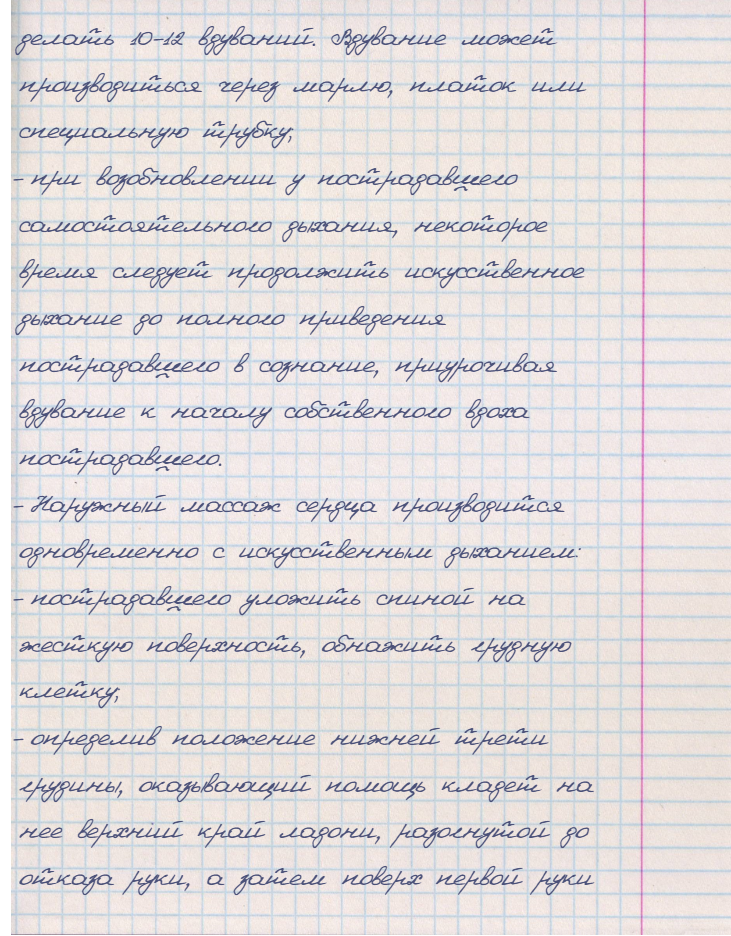 делать 10-12 вдуваний. Вдувание может
производиться через марлю, платок или
специальную трубку;
- при возобновлении у пострадавшего
самостоятельного дыхания, некоторое
время следует продолжить искусственное
дыхание до полного приведения
пострадавшего в сознание, приурочивая
вдувание к началу собственного вдоха
пострадавшего.
- Наружный массаж сердца производится
одновременно с искусственным дыханием:
- пострадавшего уложить спиной на
жесткую поверхность, обнажить грудную
клетку;
- определив положение нижней трети
грудины, оказывающий помощь кладет на
нее верхний край ладони, разогнутой до
отказа руки, а затем поверх первой руки